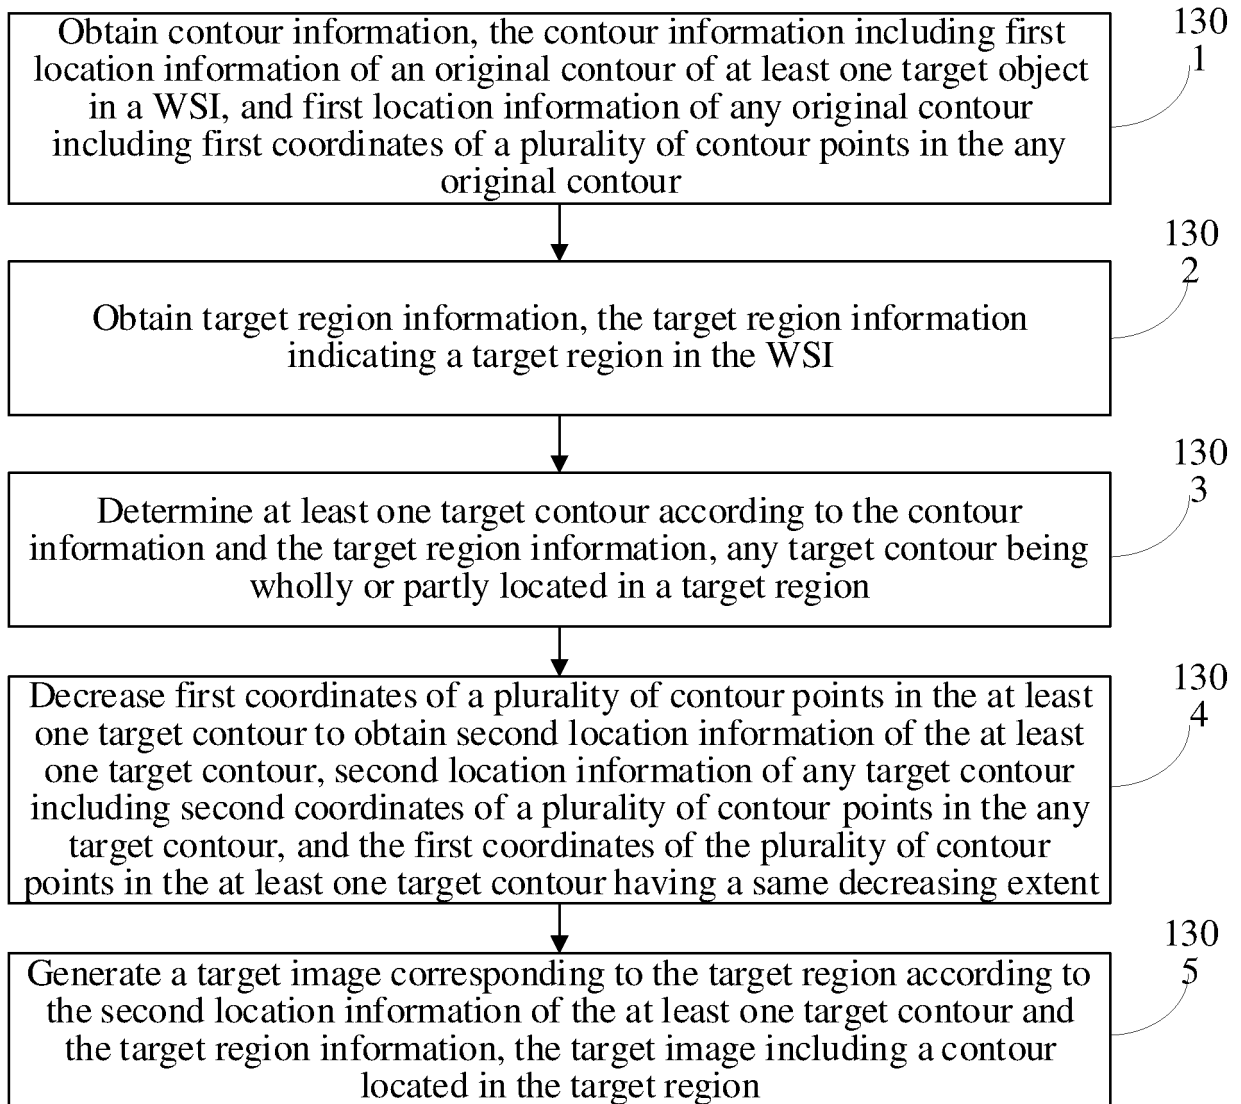 Obtain contour information, the contour information including first
location information of an original contour of at least one target object
in a WSI, and first location information of any original contour
including first coordinates of a plurality of contour points in the any
original contour
130
1
Obtain target region information, the target region information
indicating a target region in the WSI
130
2
Determine at least one target contour according to the contour
information and the target region information, any target contour being
wholly or partly located in a target region
130
3
Decrease first coordinates of a plurality of contour points in the at least
one target contour to obtain second location information of the at least
one target contour, second location information of any target contour
including second coordinates of a plurality of contour points in the any
target contour, and the first coordinates of the plurality of contour
points in the at least one target contour having a same decreasing extent
130
4
Generate a target image corresponding to the target region according to
the second location information of the at least one target contour and
the target region information, the target image including a contour
located in the target region
130
5